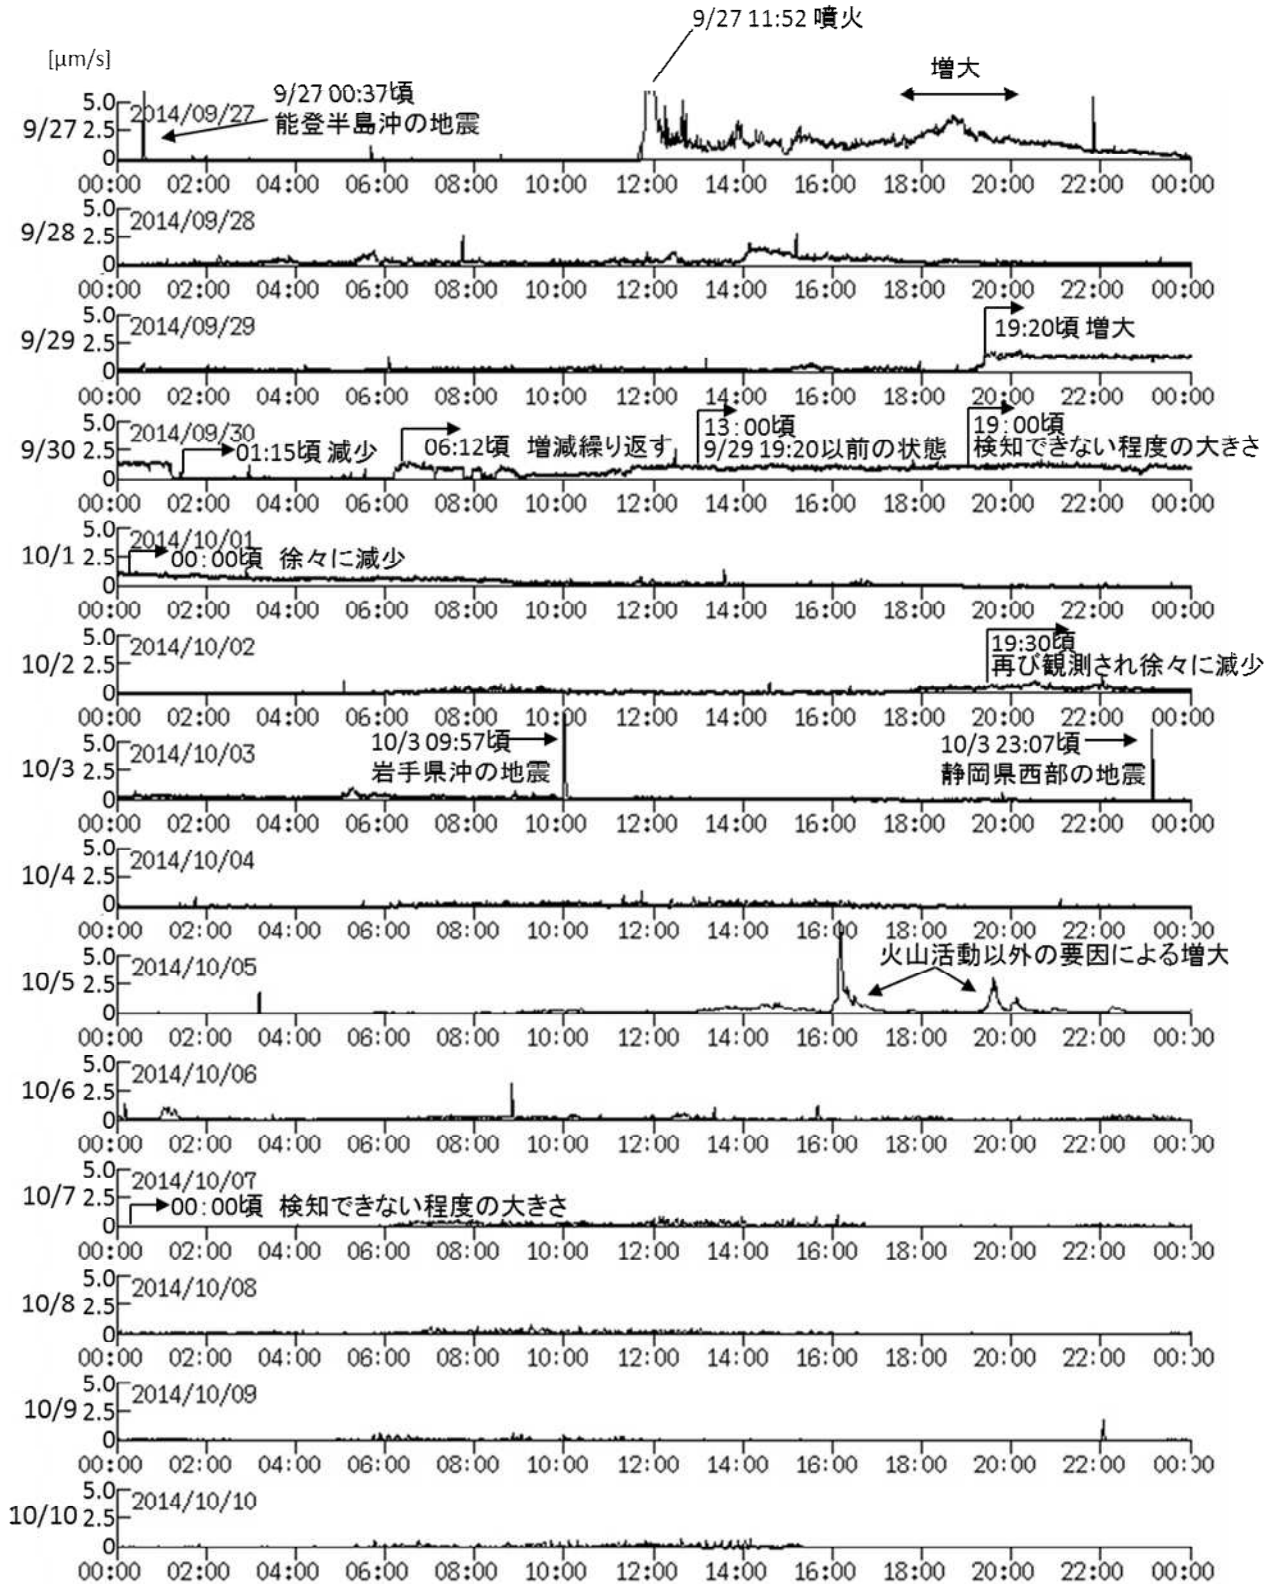 9/27 11:52 噴火
[μm/s]
増大
9/27 00:37頃
能登半島沖の地震
9/27 5.0 2.5 0 2014/09/27
00:00 02:00 04:00 06:00 08:00 10:00 12:00 14:00 16:00 18:00 20:00 22:00 00:00
9/28 5.0 2.5 0 2014/09/28
00:00 02:00 04:00 06:00 08:00 10:00 12:00 14:00 16:00 18:00 20:00 22:00 00:00
9/29 5.0 2.5 0 2014/09/29
19:20頃 増大
00:00 02:00 04:00 06:00 08:00 10:00 12:00 14:00 16:00 18:00 20:00 22:00 00:00
9/30 5.0 2.5 0 2014/09/30
01:15頃 減少
06:12頃 増減繰り返す
13:00頃
9/29 19:20以前の状態
19:00頃
検知できない程度の大きさ
00:00 02:00 04:00 06:00 08:00 10:00 12:00 14:00 16:00 18:00 20:00 22:00 00:00
10/1 5.0 2.5 0 2014/10/01
00:00頃 徐々に減少
00:00 02:00 04:00 06:00 08:00 10:00 12:00 14:00 16:00 18:00 20:00 22:00 00:00
10/2 5.0 2.5 0 2014/10/02
19:30頃
再び観測され徐々に減少
00:00 02:00 04:00 06:00 08:00 10:00 12:00 14:00 16:00 18:00 20:00 22:00 00:00
10/3 5.0 2.5 0 2014/10/03
10/3 09:57頃
岩手県沖の地震
10/3 23:07頃
静岡県西部の地震
00:00 02:00 04:00 06:00 08:00 10:00 12:00 14:00 16:00 18:00 20:00 22:00 00:00
10/4 5.0 2.5 0 2014/10/04
00:00 02:00 04:00 06:00 08:00 10:00 12:00 14:00 16:00 18:00 20:00 22:00 00:00
10/5 5.0 2.5 0 2014/10/05
火山活動以外の要因による増大
00:00 02:00 04:00 06:00 08:00 10:00 12:00 14:00 16:00 18:00 20:00 22:00 00:00
10/6 5.0 2.5 0 2014/10/06
00:00 02:00 04:00 06:00 08:00 10:00 12:00 14:00 16:00 18:00 20:00 22:00 00:00
10/7 5.0 2.5 0 2014/10/07
00:00頃 検知できない程度の大きさ
00:00 02:00 04:00 06:00 08:00 10:00 12:00 14:00 16:00 18:00 20:00 22:00 00:00
10/8 5.0 2.5 0 2014/10/08
00:00 02:00 04:00 06:00 08:00 10:00 12:00 14:00 16:00 18:00 20:00 22:00 00:00
10/9 5.0 2.5 0 2014/10/09
00:00 02:00 04:00 06:00 08:00 10:00 12:00 14:00 16:00 18:00 20:00 22:00 00:00
10/10 5.0 2.5 0 2014/10/10
00:00 02:00 04:00 06:00 08:00 10:00 12:00 14:00 16:00 18:00 20:00 22:00 00:00